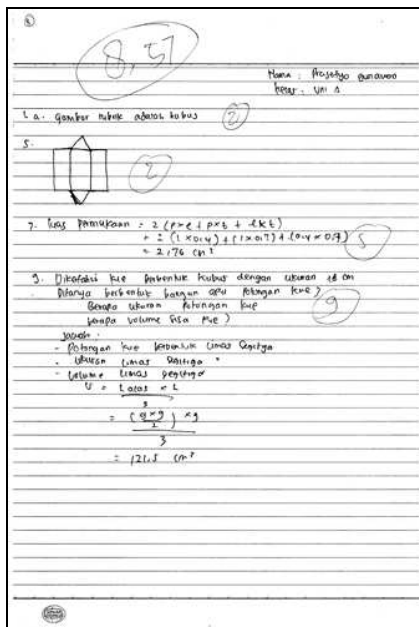 8,57
Nama : Prasetyo Gunawan
kelas : VIII A
1. a. gambar rubik adalah kubus
2
5.
2
7. luas permukaan = 2 (p×l + p×t + l×t)
= (1 × 0,4) + (1 × 0,7) + (0,4 × 0,7)
= 2,76 cm²
5
9. Diketahui kue berbentuk kubus dengan ukuran 18 cm
Ditanya berbentuk bangun apa potongan kue?
Berapa ukuran potongan kue
berapa volume sisa kue?
9
Jawab :
- Potongan kue berbentuk Limas Segitiga
- Ukuran Limas Segitiga
- Volume Limas Segitiga
V = Lalas × t
3
= (9×9
2) × 9
3
= 121,5 cm³